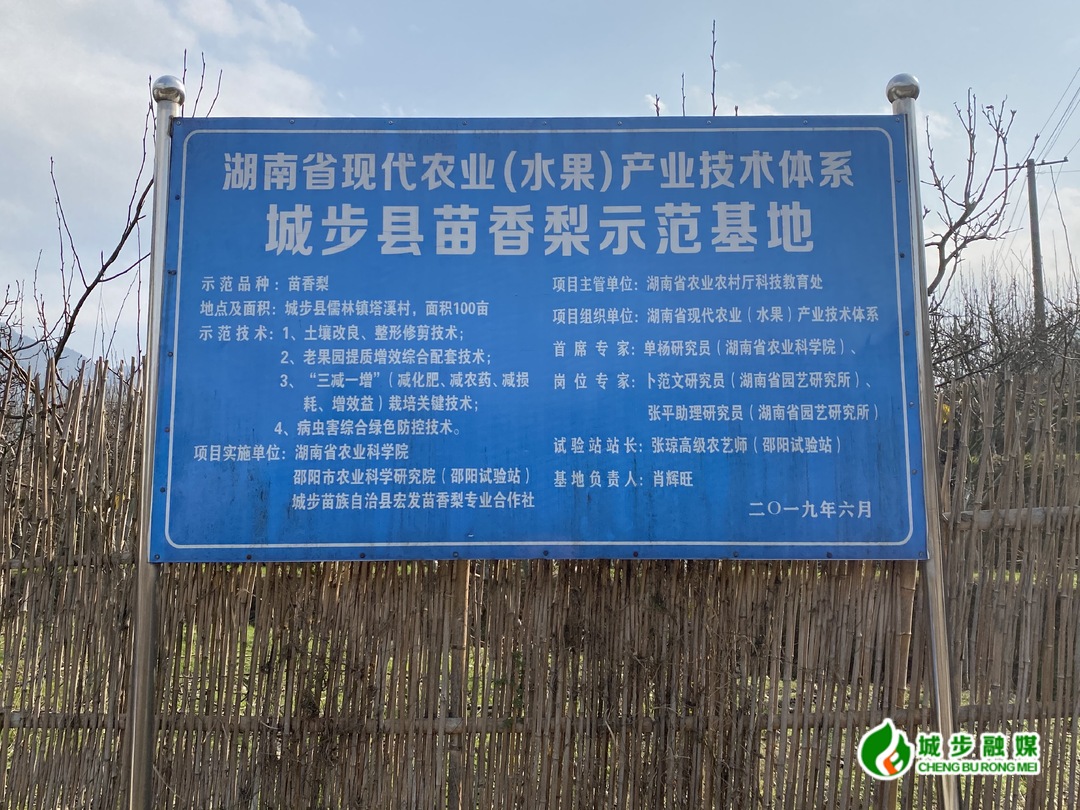 湖南省现代农业(水果)产业技术体系
城步县苗香梨示范基地
示范品种：苗香梨
地点及面积：城步县儒林镇塔溪村，面积100亩
示范技术：1、土壤改良、整形修剪技术；
2、老果园提质增效综合配套技术；
3、“三减一增”（减化肥、减农药、减损
耗、增效益）栽培关键技术；
4、病虫害综合绿色防控技术。
项目实施单位：湖南省农业科学院
邵阳市农业科学研究院（邵阳试验站）
城步苗族自治县宏发苗香梨专业合作社
项目主管单位：湖南省农业农村厅科技教育处
项目组织单位：湖南省现代农业（水果）产业技术体系
首席专家：单杨研究员（湖南省农业科学院）、
岗位专家：卜范文研究员（湖南省园艺研究所）、
张平助理研究员（湖南省园艺研究所）
试验站站长：张琼高级农艺师（邵阳试验站）
基地负责人：肖辉旺
二〇一九年六月
城步融媒
CHENG BU RONG MEI